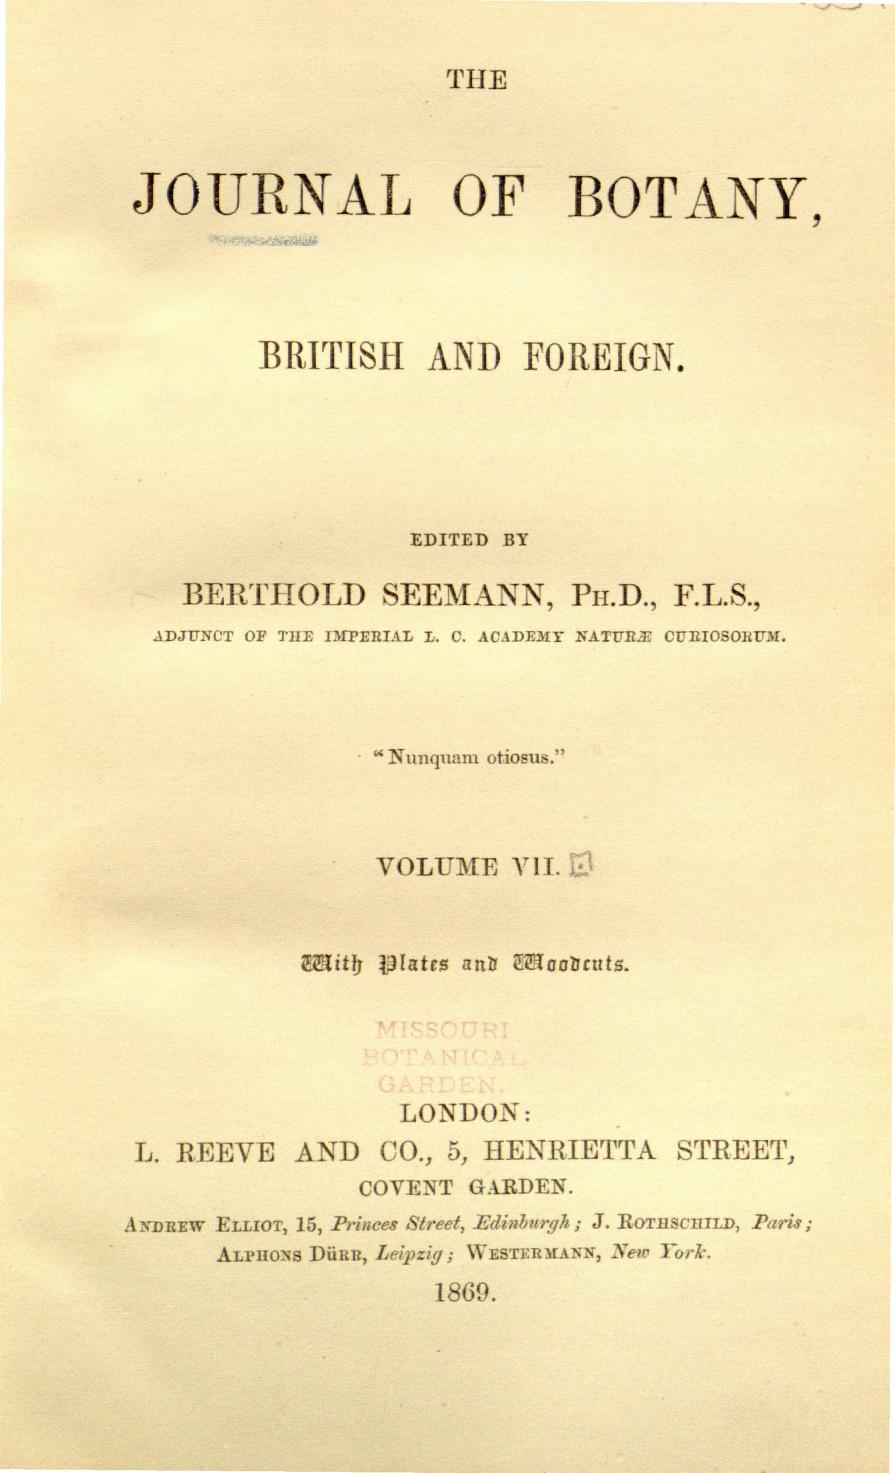 THE
JOURNAL OF BOTANY,
BRITISH AND FOREIGN.
EDITED BY
BERTHOLD SEEMANN, PH.D., F.L.S.,
ADJUNCT OF THE IMPERIAL L. C. ACADEMY NATURÆ CURIOSORUM.
“Nunquam otiosus.”
VOLUME VII.
With Plates and Woodcuts.
MISSOURI
BOTANICAL
GARDEN.
LONDON:
L. REEVE AND CO., 5, HENRIETTA STREET,
COVENT GARDEN.
ANDREW ELLIOT, 15, Princes Street, Edinburgh; J. ROTHSCHILD, Paris;
ALPHONS DÜRR, Leipzig; WESTERMANN, New York.
1869.